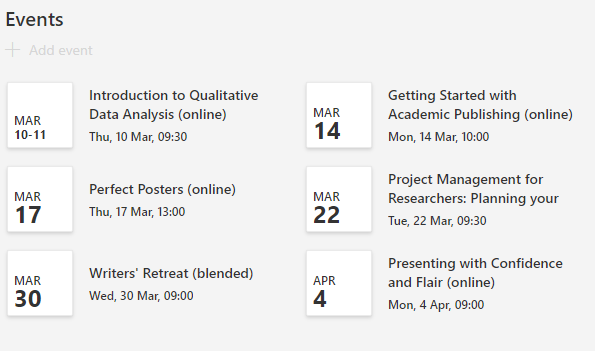 Events
+ Add event
MAR
10-11
Introduction to Qualitative
Data Analysis (online)
Thu, 10 Mar, 09:30
MAR
14
Getting Started with
Academic Publishing (online)
Mon, 14 Mar, 10:00
MAR
17
Perfect Posters (online)
Thu, 17 Mar, 13:00
MAR
22
Project Management for
Researchers: Planning your
Tue, 22 Mar, 09:30
MAR
30
Writers' Retreat (blended)
Wed, 30 Mar, 09:00
APR
4
Presenting with Confidence
and Flair (online)
Mon, 4 Apr, 09:00